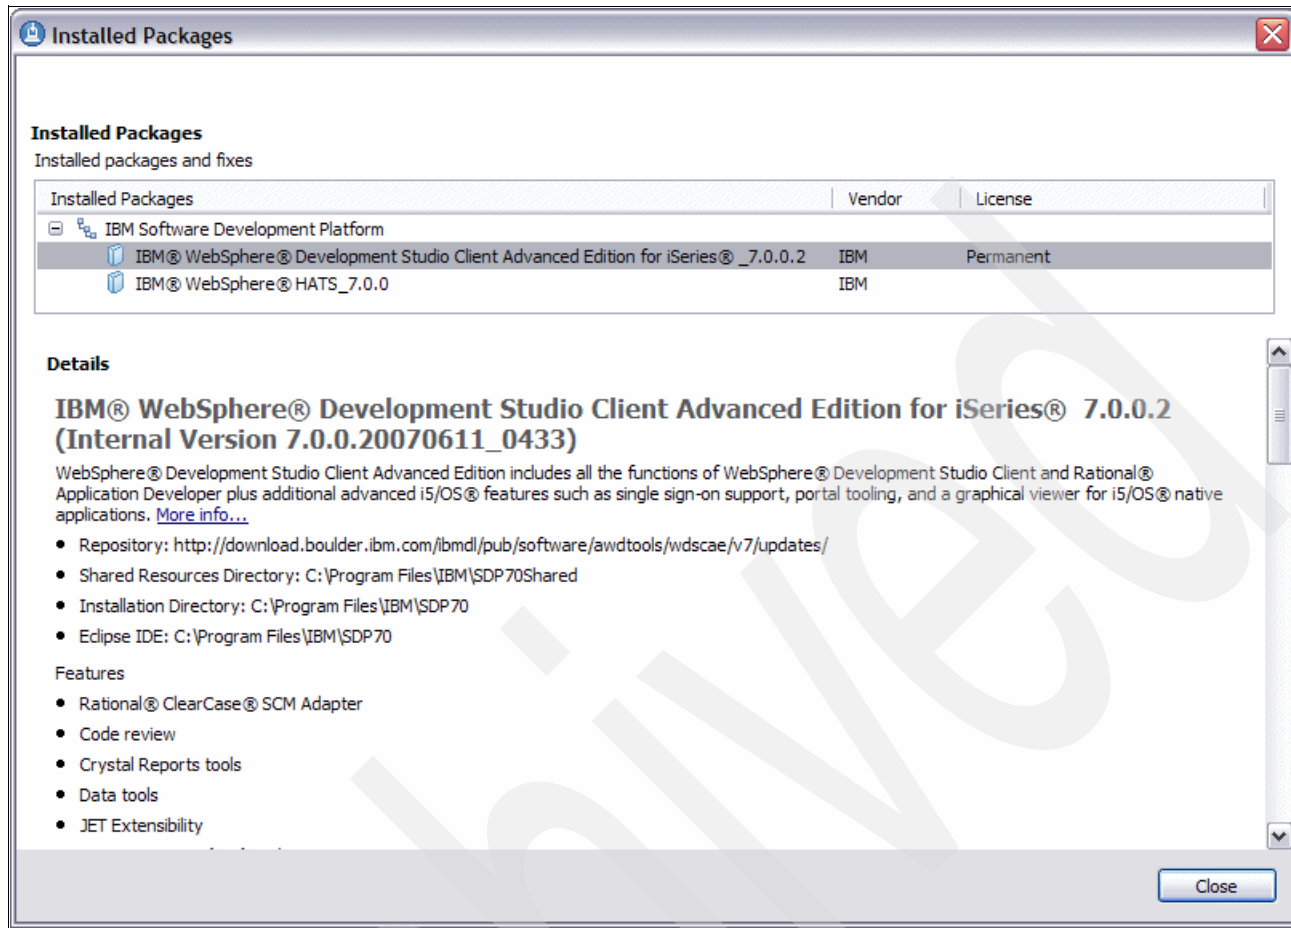 Installed Packages
Installed Packages
Installed packages and fixes
Installed Packages Vendor License
IBM Software Development Platform
IBM® WebSphere® Development Studio Client Advanced Edition for iSeries® _7.0.0.2 IBM Permanent
IBM® WebSphere® HATS_7.0.0 IBM
Details
IBM® WebSphere® Development Studio Client Advanced Edition for iSeries® 7.0.0.2
(Internal Version 7.0.0.20070611_0433)
WebSphere® Development Studio Client Advanced Edition includes all the functions of WebSphere® Development Studio Client and Rational®
Application Developer plus additional advanced i5/OS® features such as single sign-on support, portal tooling, and a graphical viewer for i5/OS® native
applications. More info...
• Repository: http://download.boulder.ibm.com/ibmdl/pub/software/awdtools/wdscae/v7/updates/
• Shared Resources Directory: C:\Program Files\IBM\SDP70Shared
• Installation Directory: C:\Program Files\IBM\SDP70
• Eclipse IDE: C:\Program Files\IBM\SDP70
Features
• Rational® ClearCase® SCM Adapter
• Code review
• Crystal Reports tools
• Data tools
• JET Extensibility
Close
hived